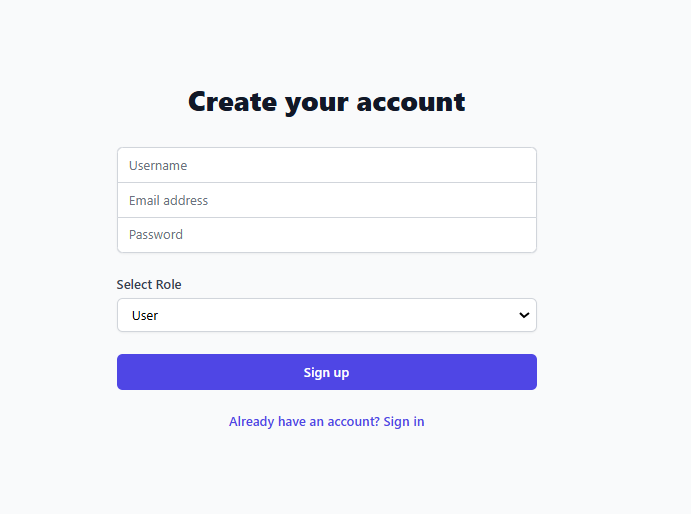 Create your account
Username
Email address
Password
Select Role
User
Sign up
Already have an account? Sign in